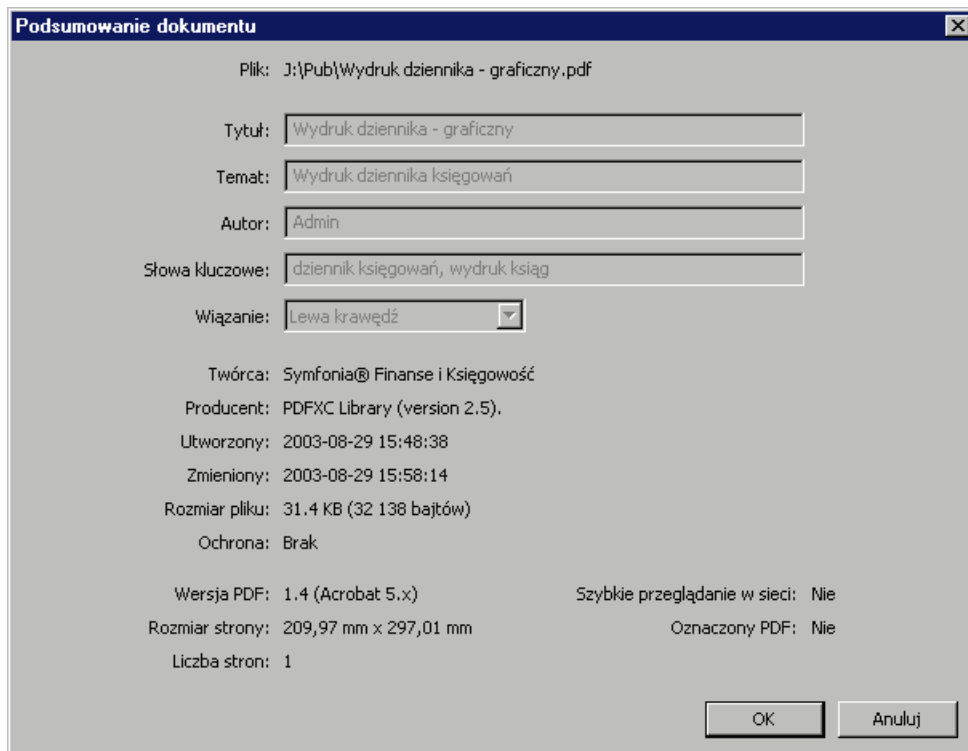 Podsumowanie dokumentu
Plik: J:\Pub\Wydruk dziennika - graficzny.pdf
Tytuł: Wydruk dziennika - graficzny
Temat: Wydruk dziennika księgowań
Autor: Admin
Słowa kluczowe: dziennik księgowań, wydruk ksiąg
Wiązanie: Lewa krawędź
Twórca: Symfonia® Finanse i Księgowość
Producent: PDFXC Library (version 2.5).
Utworzony: 2003-08-29 15:48:38
Zmieniony: 2003-08-29 15:58:14
Rozmiar pliku: 31.4 KB (32 138 bajtów)
Ochrona: Brak
Wersja PDF: 1.4 (Acrobat 5.x) Szybkie przeglądanie w sieci: Nie
Rozmiar strony: 209,97 mm x 297,01 mm Oznaczony PDF: Nie
Liczba stron: 1
OK Anuluj